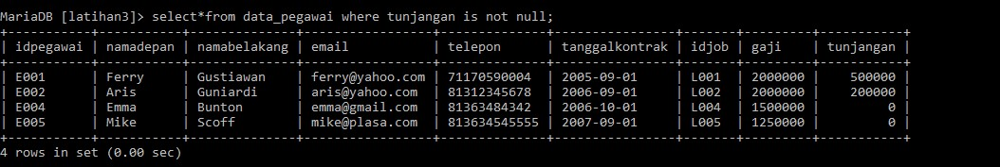 MariaDB [latihan3]> select*from data_pegawai where tunjangan is not null;
+-----------+-----------+--------------+-----------------+--------------+----------------+-------+---------+-----------+
| idpegawai | namadepan | namabelakang | email           | telepon      | tanggalkontrak | idjob | gaji    | tunjangan |
+-----------+-----------+--------------+-----------------+--------------+----------------+-------+---------+-----------+
| E001      | Ferry     | Gustiawan    | ferry@yahoo.com | 71170590004  | 2005-09-01     | L001  | 2000000 |    500000 |
| E002      | Aris      | Guniardi     | aris@yahoo.com  | 81312345678  | 2006-09-01     | L002  | 2000000 |    200000 |
| E004      | Emma      | Bunton       | emma@gmail.com  | 81363484342  | 2006-10-01     | L004  | 1500000 |         0 |
| E005      | Mike      | Scoff        | mike@plasa.com  | 813634545555 | 2007-09-01     | L005  | 1250000 |         0 |
+-----------+-----------+--------------+-----------------+--------------+----------------+-------+---------+-----------+
4 rows in set (0.00 sec)